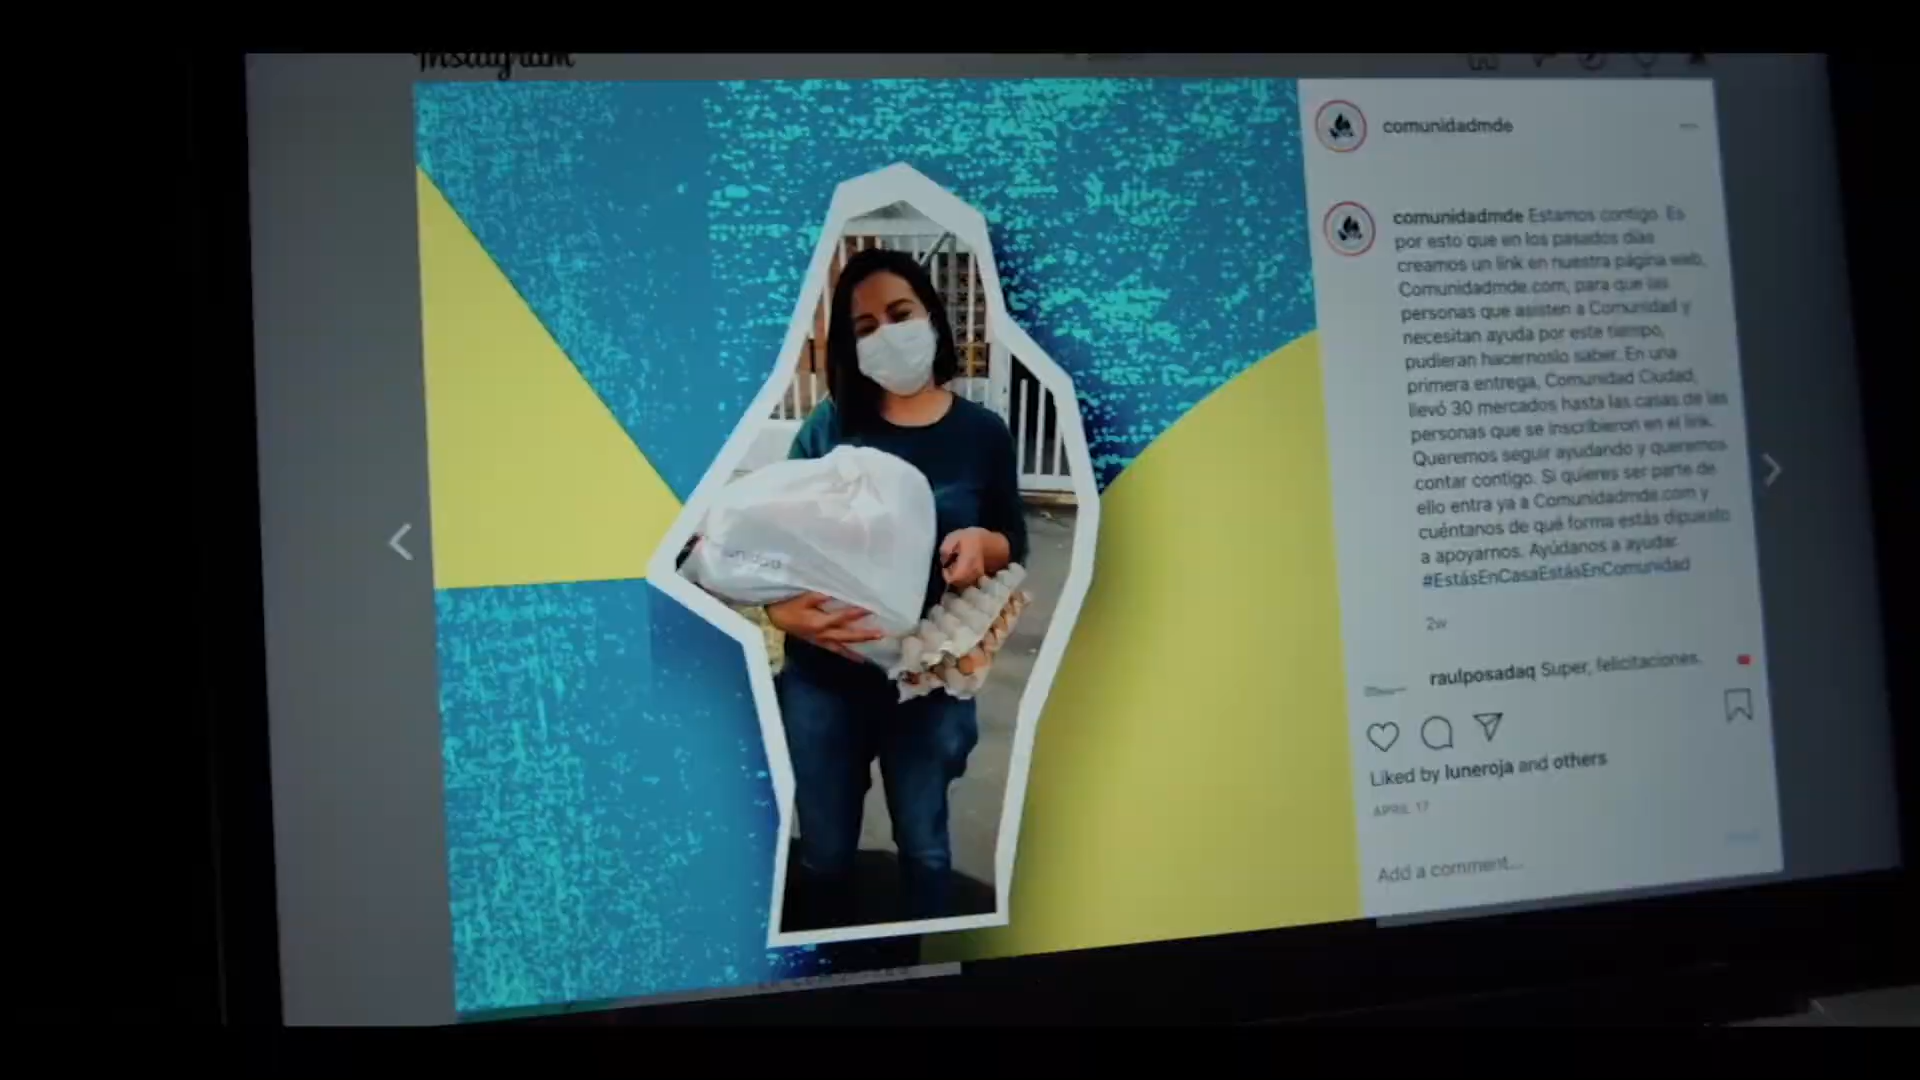 Instagram
comunidadmde
comunidadmde Estamos contigo. Es
por esto que en los pasados días
creamos un link en nuestra página web,
Comunidadmde.com, para que las
personas que asisten a Comunidad y
necesitan ayuda por este tiempo,
pudieran hacernoslo saber. En una
primera entrega, Comunidad Ciudad,
llevó 30 mercados hasta las casas de las
personas que se inscribieron en el link.
Queremos seguir ayudando y queremos
contar contigo. Si quieres ser parte de
ello entra ya a Comunidadmde.com y
cuéntanos de qué forma estás dipuesto
a apoyarnos. Ayúdanos a ayudar.
#EstásEnCasaEstásEnComunidad
2w
raulposadaq Super, felicitaciones.
Liked by luneroja and others
APRIL 17
Add a comment...